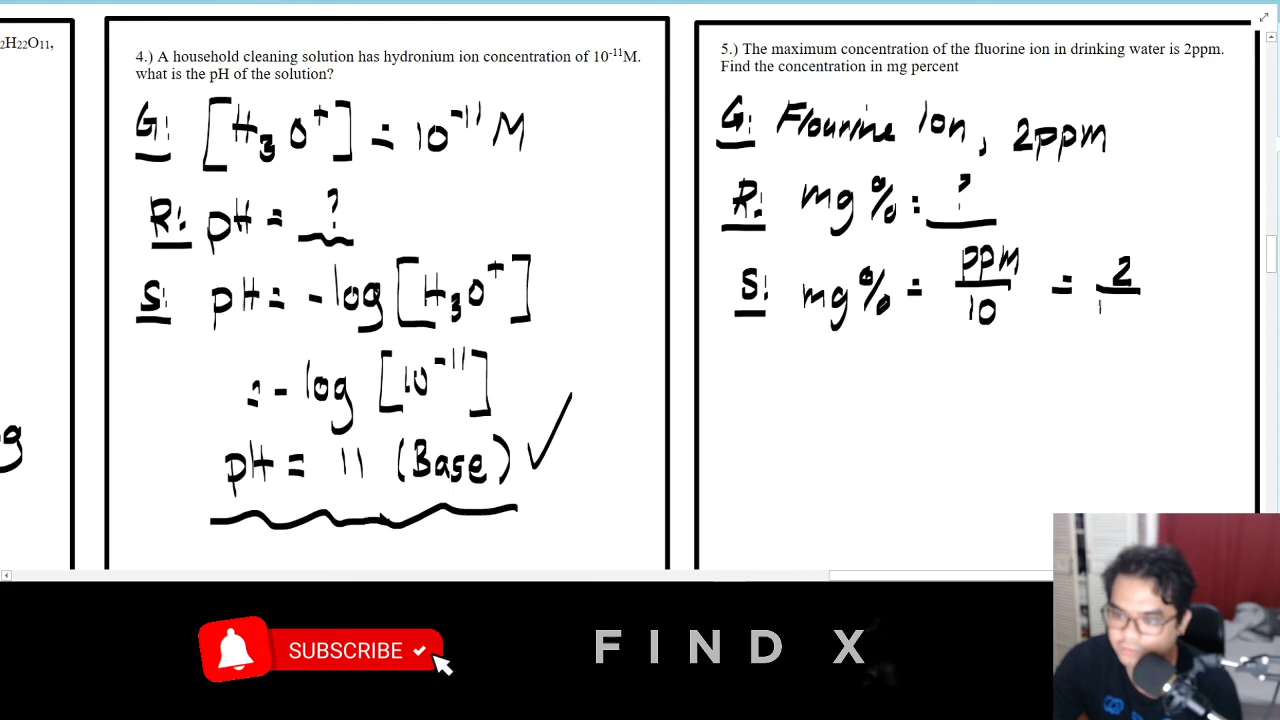 2H22O11,
g
4.) A household cleaning solution has hydronium ion concentration of 10-11M.
what is the pH of the solution?
G: [H3O+] = 10-11 M
R: pH = ?
S: pH = -log [H3O+]
= -log [10-11]
pH = 11 (Base) ✓
5.) The maximum concentration of the fluorine ion in drinking water is 2ppm.
Find the concentration in mg percent
G: Flourine Ion, 2ppm
R: mg % = ?
S: mg % = ppm/10 = 2/1
SUBSCRIBE
FIND X